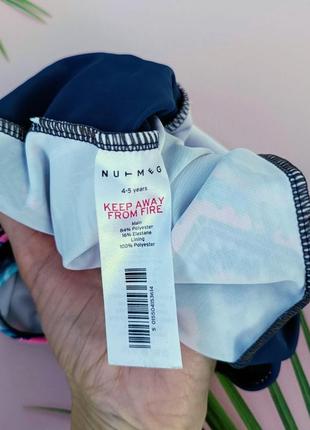 NUTMEG
4-5 years
KEEP AWAY
FROM FIRE
Main
84% Polyester
16% Elastane
Lining
100% Polyester